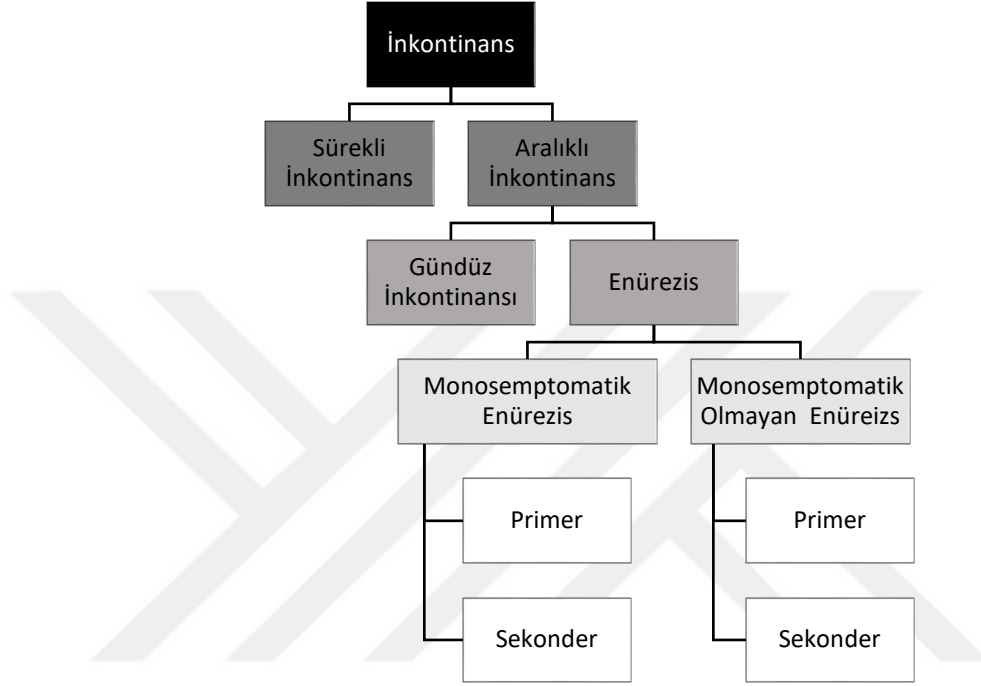 İnkontinans
Sürekli
İnkontinans
Aralıklı
İnkontinans
Gündüz
İnkontinansı
Enürezis
Monosemptomatik
Enürezis
Monosemptomatik
Olmayan Enüreizs
Primer
Primer
Sekonder
Sekonder